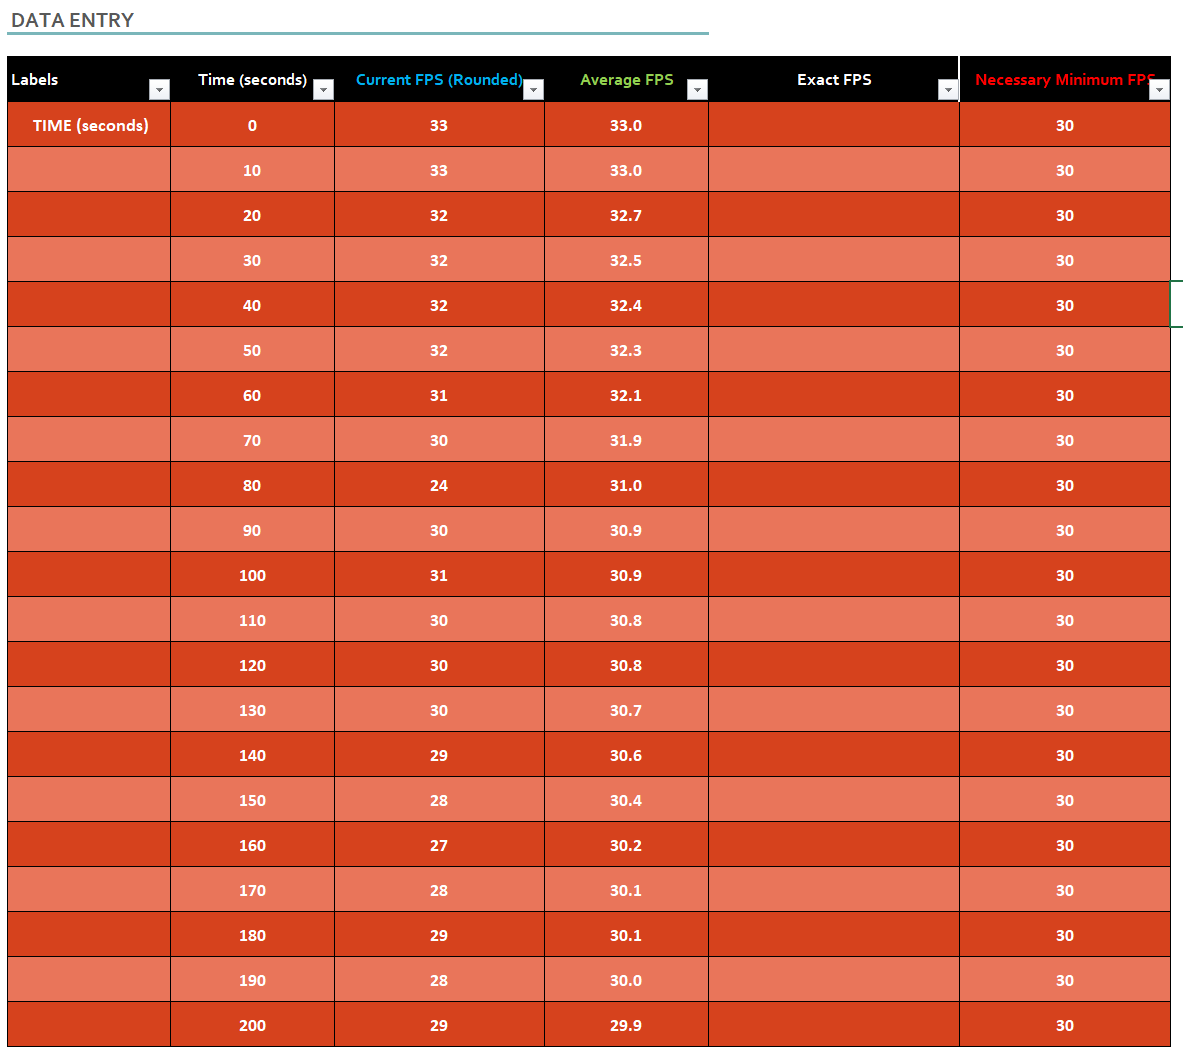 DATA ENTRY
Labels Time (seconds) Current FPS (Rounded) Average FPS Exact FPS Necessary Minimum FPS
TIME (seconds) 0 33 33.0 30
10 33 33.0 30
20 32 32.7 30
30 32 32.5 30
40 32 32.4 30
50 32 32.3 30
60 31 32.1 30
70 30 31.9 30
80 24 31.0 30
90 30 30.9 30
100 31 30.9 30
110 30 30.8 30
120 30 30.8 30
130 30 30.7 30
140 29 30.6 30
150 28 30.4 30
160 27 30.2 30
170 28 30.1 30
180 29 30.1 30
190 28 30.0 30
200 29 29.9 30